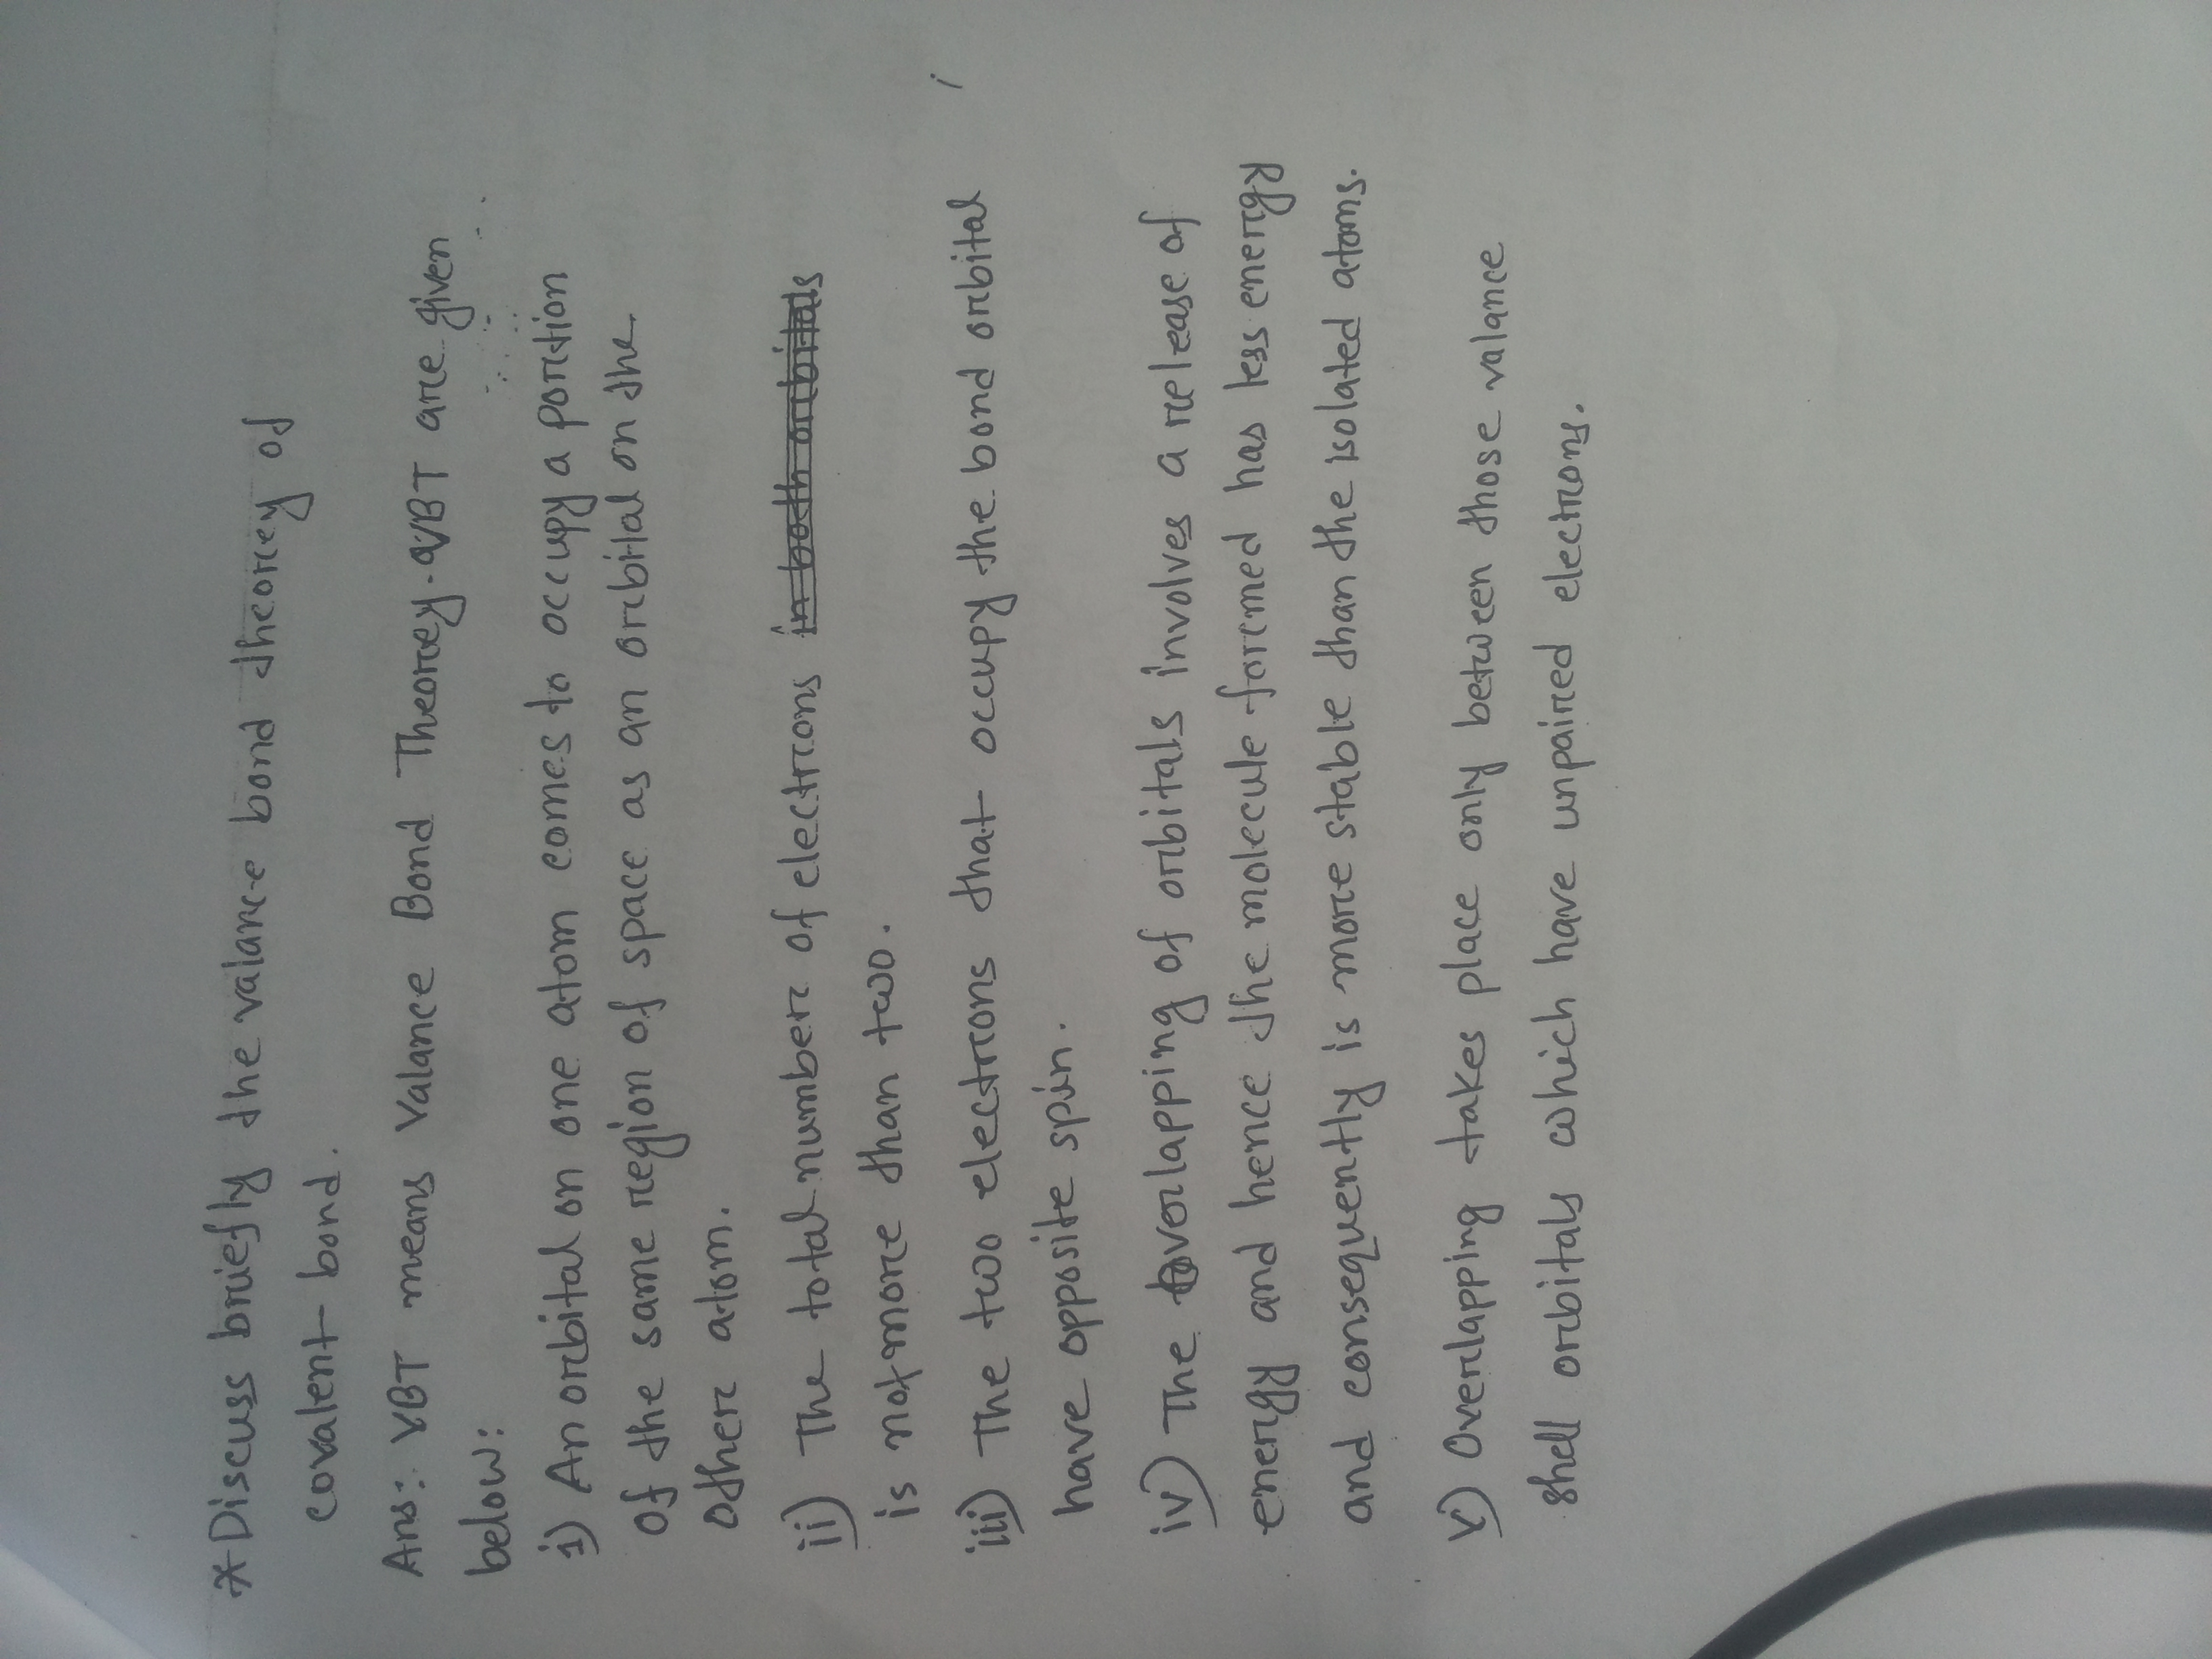 * Discuss briefly the valance bond theorey of
covalent bond.
Ans: VBT means Valance Bond Theorey. VBT are given
below:
i) An orbital on one atom comes to occupy a portion
of the same region of space as an orbital on the
other atom.
ii) The total number of electrons in both orbitals
is not more than two.
iii) The two electrons that occupy the bond orbital
have opposite spin.
iv) The overlapping of orbitals involves a release of
energy and hence the molecule formed has less energy
and consequently is more stable than the isolated atoms.
v) Overlapping takes place only between those valance
shell orbitals which have unpaired electrons.